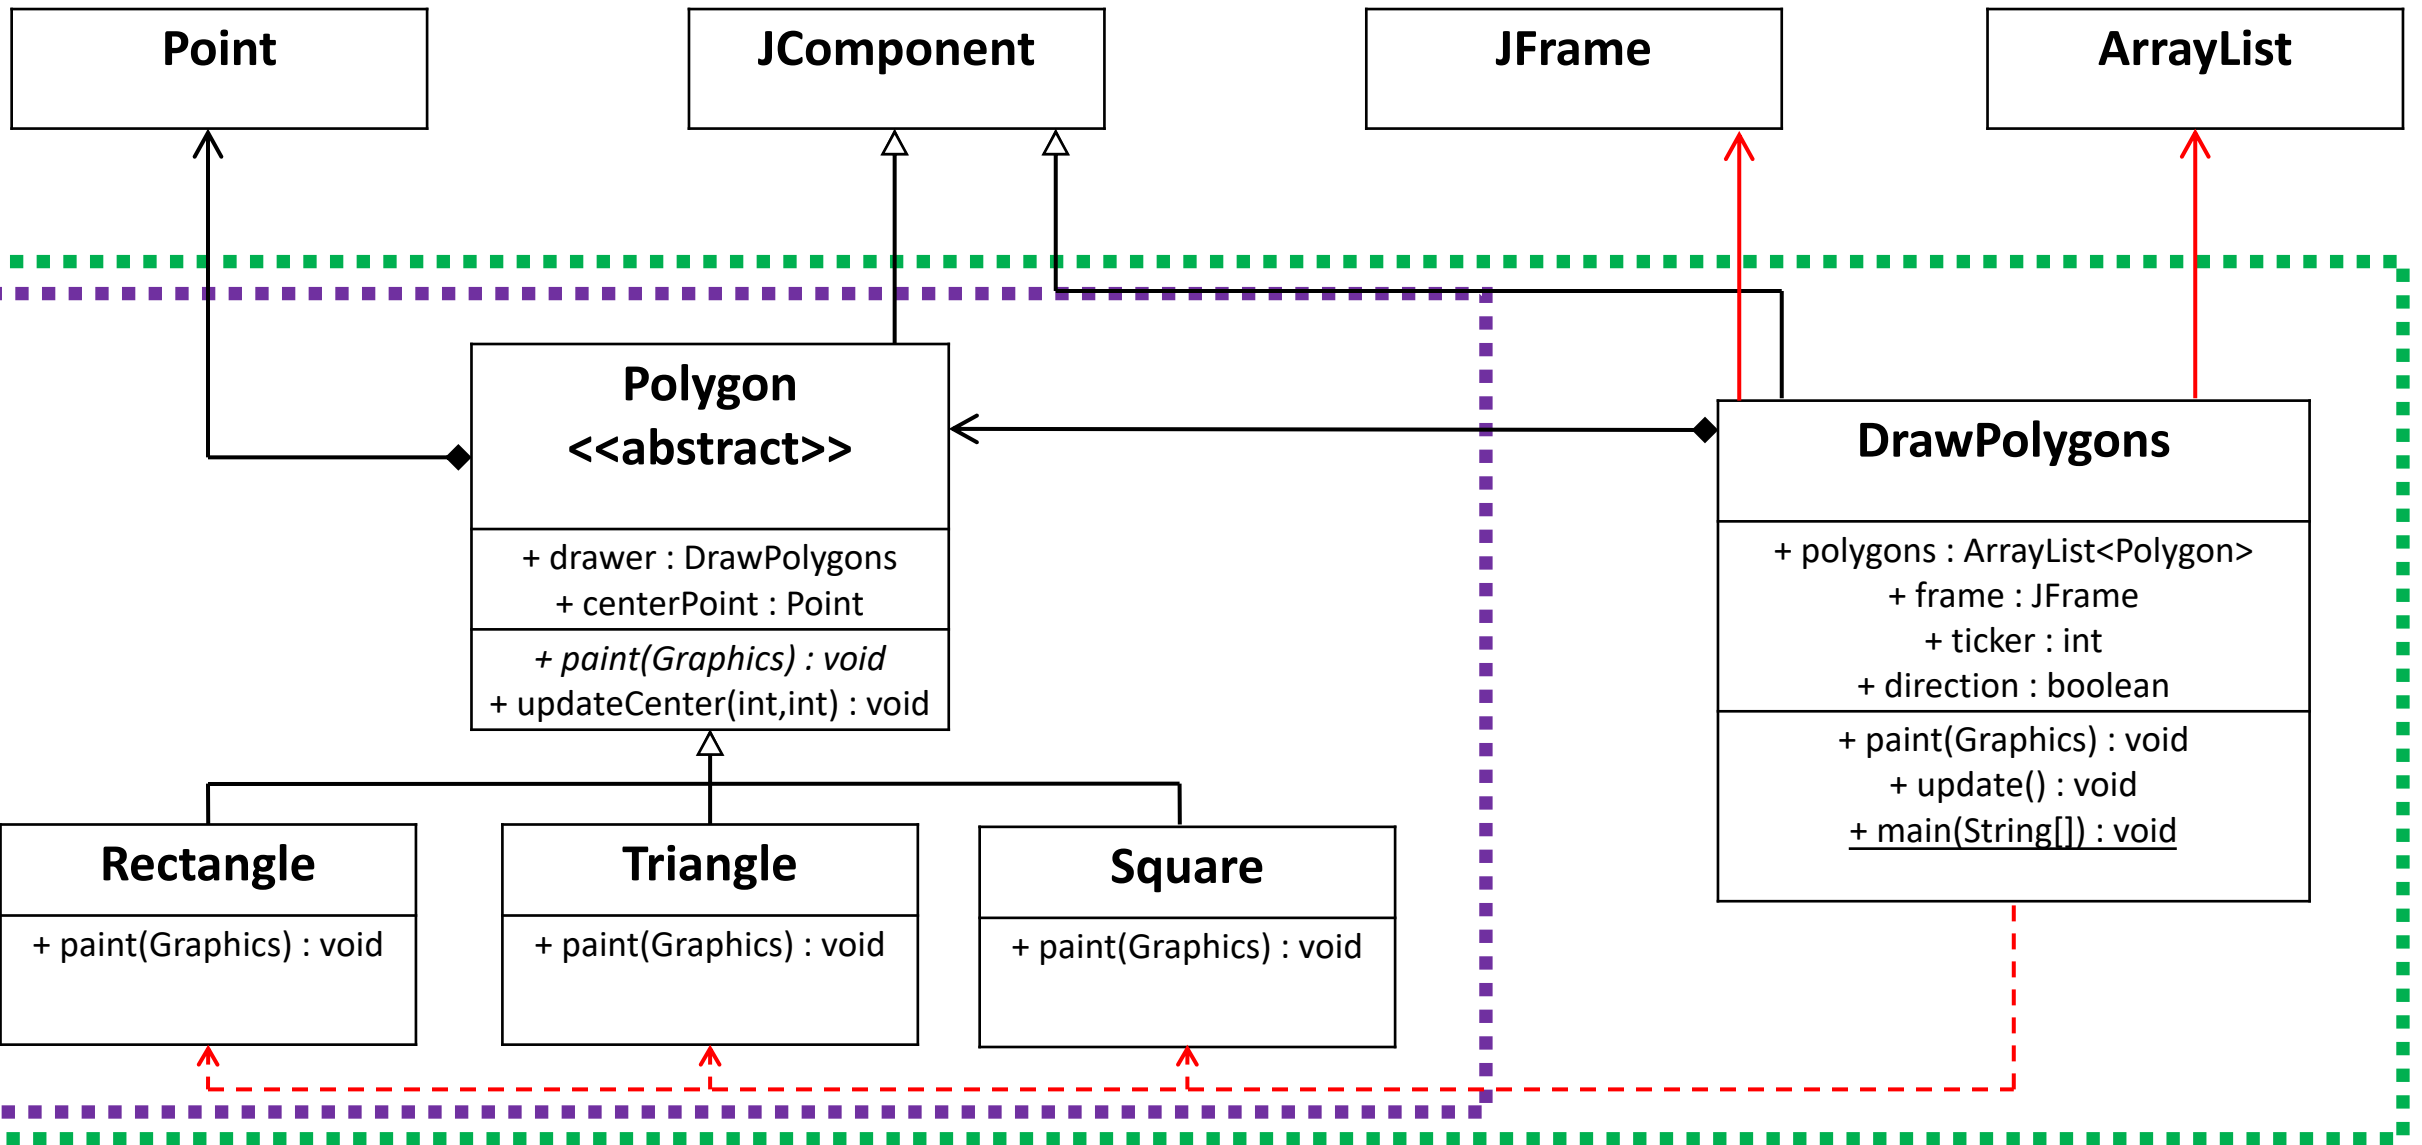 Point
JComponent
JFrame
ArrayList
Polygon
<<abstract>>
+ drawer : DrawPolygons
+ centerPoint : Point
+ paint(Graphics) : void
+ updateCenter(int,int) : void
DrawPolygons
+ polygons : ArrayList<Polygon>
+ frame : JFrame
+ ticker : int
+ direction : boolean
+ paint(Graphics) : void
+ update() : void
+ main(String[]) : void
Rectangle
+ paint(Graphics) : void
Triangle
+ paint(Graphics) : void
Square
+ paint(Graphics) : void